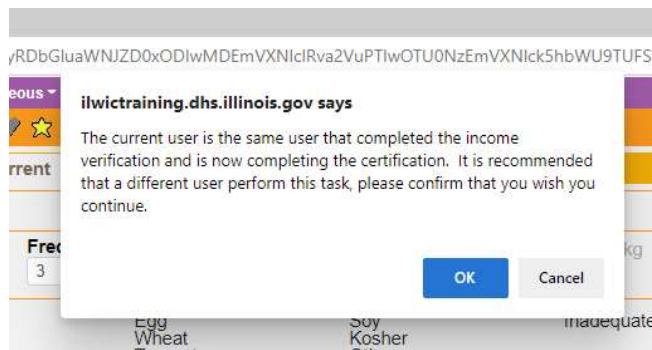 eous
ilwictraining.dhs.illinois.gov says
The current user is the same user that completed the income
verification and is now completing the certification.  It is recommended
that a different user perform this task, please confirm that you wish you
continue.
rrent
Fre
kg
3
OK
Cancel
Egg
Soy
Inadequate
Wheat
Kosher